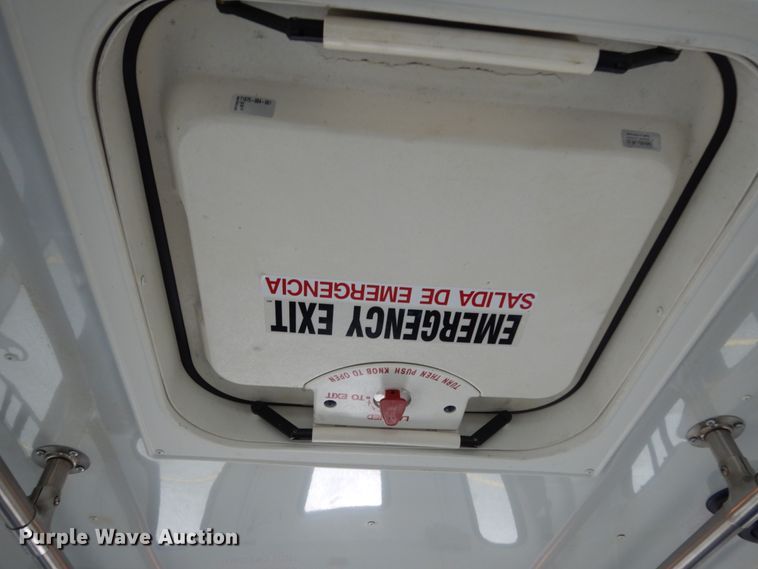 EMERGENCY EXIT
SALIDA DE EMERGENCIA
TURN THEN PUSH KNOB TO OPEN
TO EXIT
Purple Wave Auction